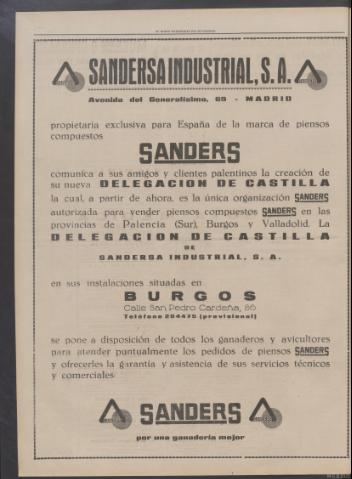 SANDERSA INDUSTRIAL, S. A.
Avenida del Generalísimo, 65 - MADRID
propietaria exclusiva para España de la marca de piensos
compuestos
SANDERS
comunica a sus amigos y clientes palentinos la creación de
su nueva DELEGACION DE CASTILLA
la cual, a partir de ahora, es la única organización SANDERS
autorizada para vender piensos compuestos SANDERS en las
provincias de Palencia (Sur), Burgos y Valladolid. La
DELEGACION DE CASTILLA
DE
SANDERSA INDUSTRIAL, S. A.
en sus instalaciones situadas en
BURGOS
Calle San Pedro Cardeña, 86
Teléfono 204475 (provisional)
se pone a disposición de todos los ganaderos y avicultores
para atender puntualmente los pedidos de piensos SANDERS
y ofrecerles la garantía y asistencia de sus servicios técnicos
y comerciales
SANDERS
por una ganadería mejor